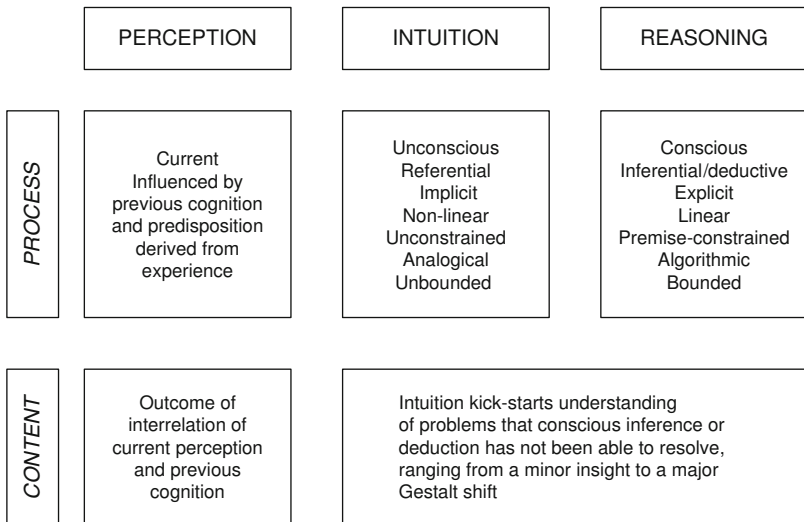 PERCEPTION
INTUITION
REASONING
PROCESS
Current
Influenced by
previous cognition
and predisposition
derived from
experience
Unconscious
Referential
Implicit
Non-linear
Unconstrained
Analogical
Unbounded
Conscious
Inferential/deductive
Explicit
Linear
Premise-constrained
Algorithmic
Bounded
CONTENT
Outcome of
interrelation of
current perception
and previous
cognition
Intuition kick-starts understanding
of problems that conscious inference or
deduction has not been able to resolve,
ranging from a minor insight to a major
Gestalt shift